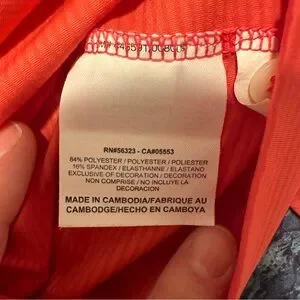 RN#56323 - CA#05553
84% POLYESTER / POLYESTER / POLIESTER
16% SPANDEX / ELASTHANNE / ELASTANO
EXCLUSIVE OF DECORATION / DECORATION
NON COMPRISE / NO INCLUYE LA
DECORACION
MADE IN CAMBODIA/FABRIQUE AU
CAMBODGE/HECHO EN CAMBOYA